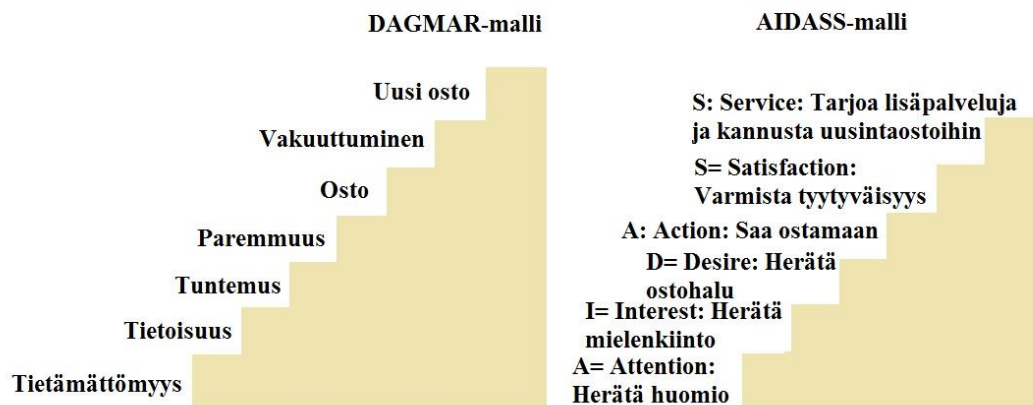 DAGMAR-malli
Uusi osto
Vakuuttuminen
Osto
Paremmuus
Tuntemus
Tietoisuus
Tietämättömyys
AIDASS-malli
S: Service: Tarjoa lisäpalveluja
ja kannusta uusintaostoihin
S= Satisfaction:
Varmista tyytyväisyys
A: Action: Saa ostamaan
D= Desire: Herätä
ostohalu
I= Interest: Herätä
mielenkiinto
A= Attention:
Herätä huomio